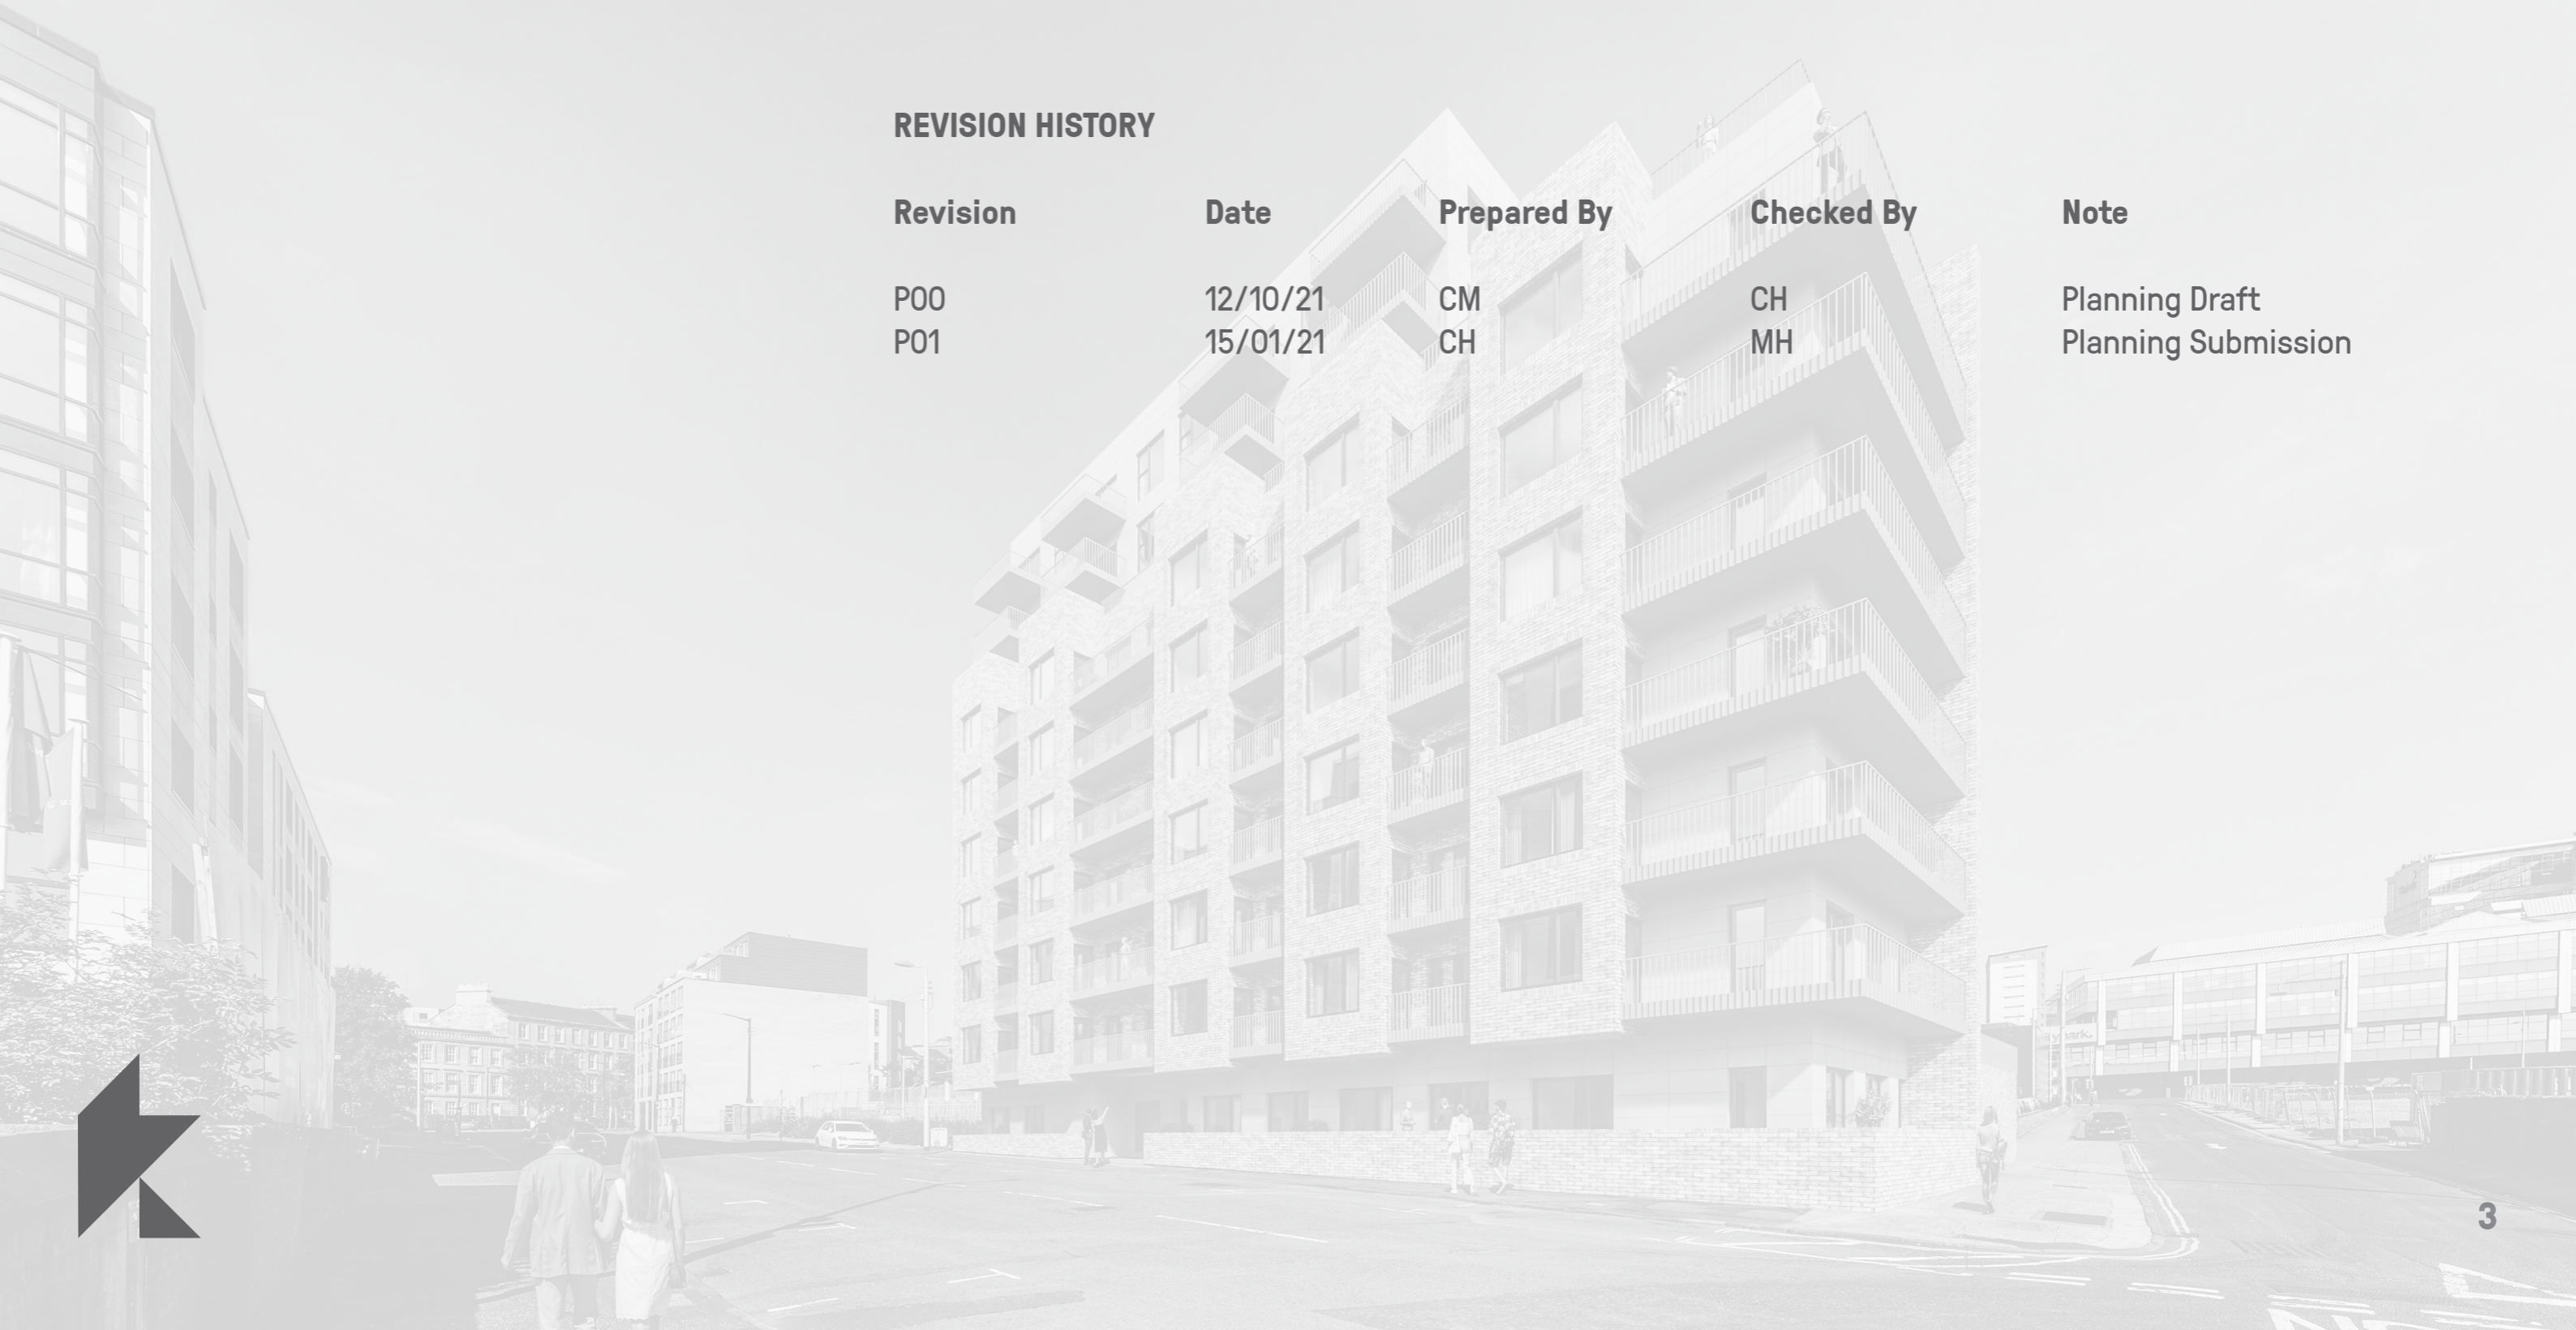 REVISION HISTORY
Revision Date Prepared By Checked By Note
P00 12/10/21 CM CH Planning Draft
P01 15/01/21 CH MH Planning Submission
3